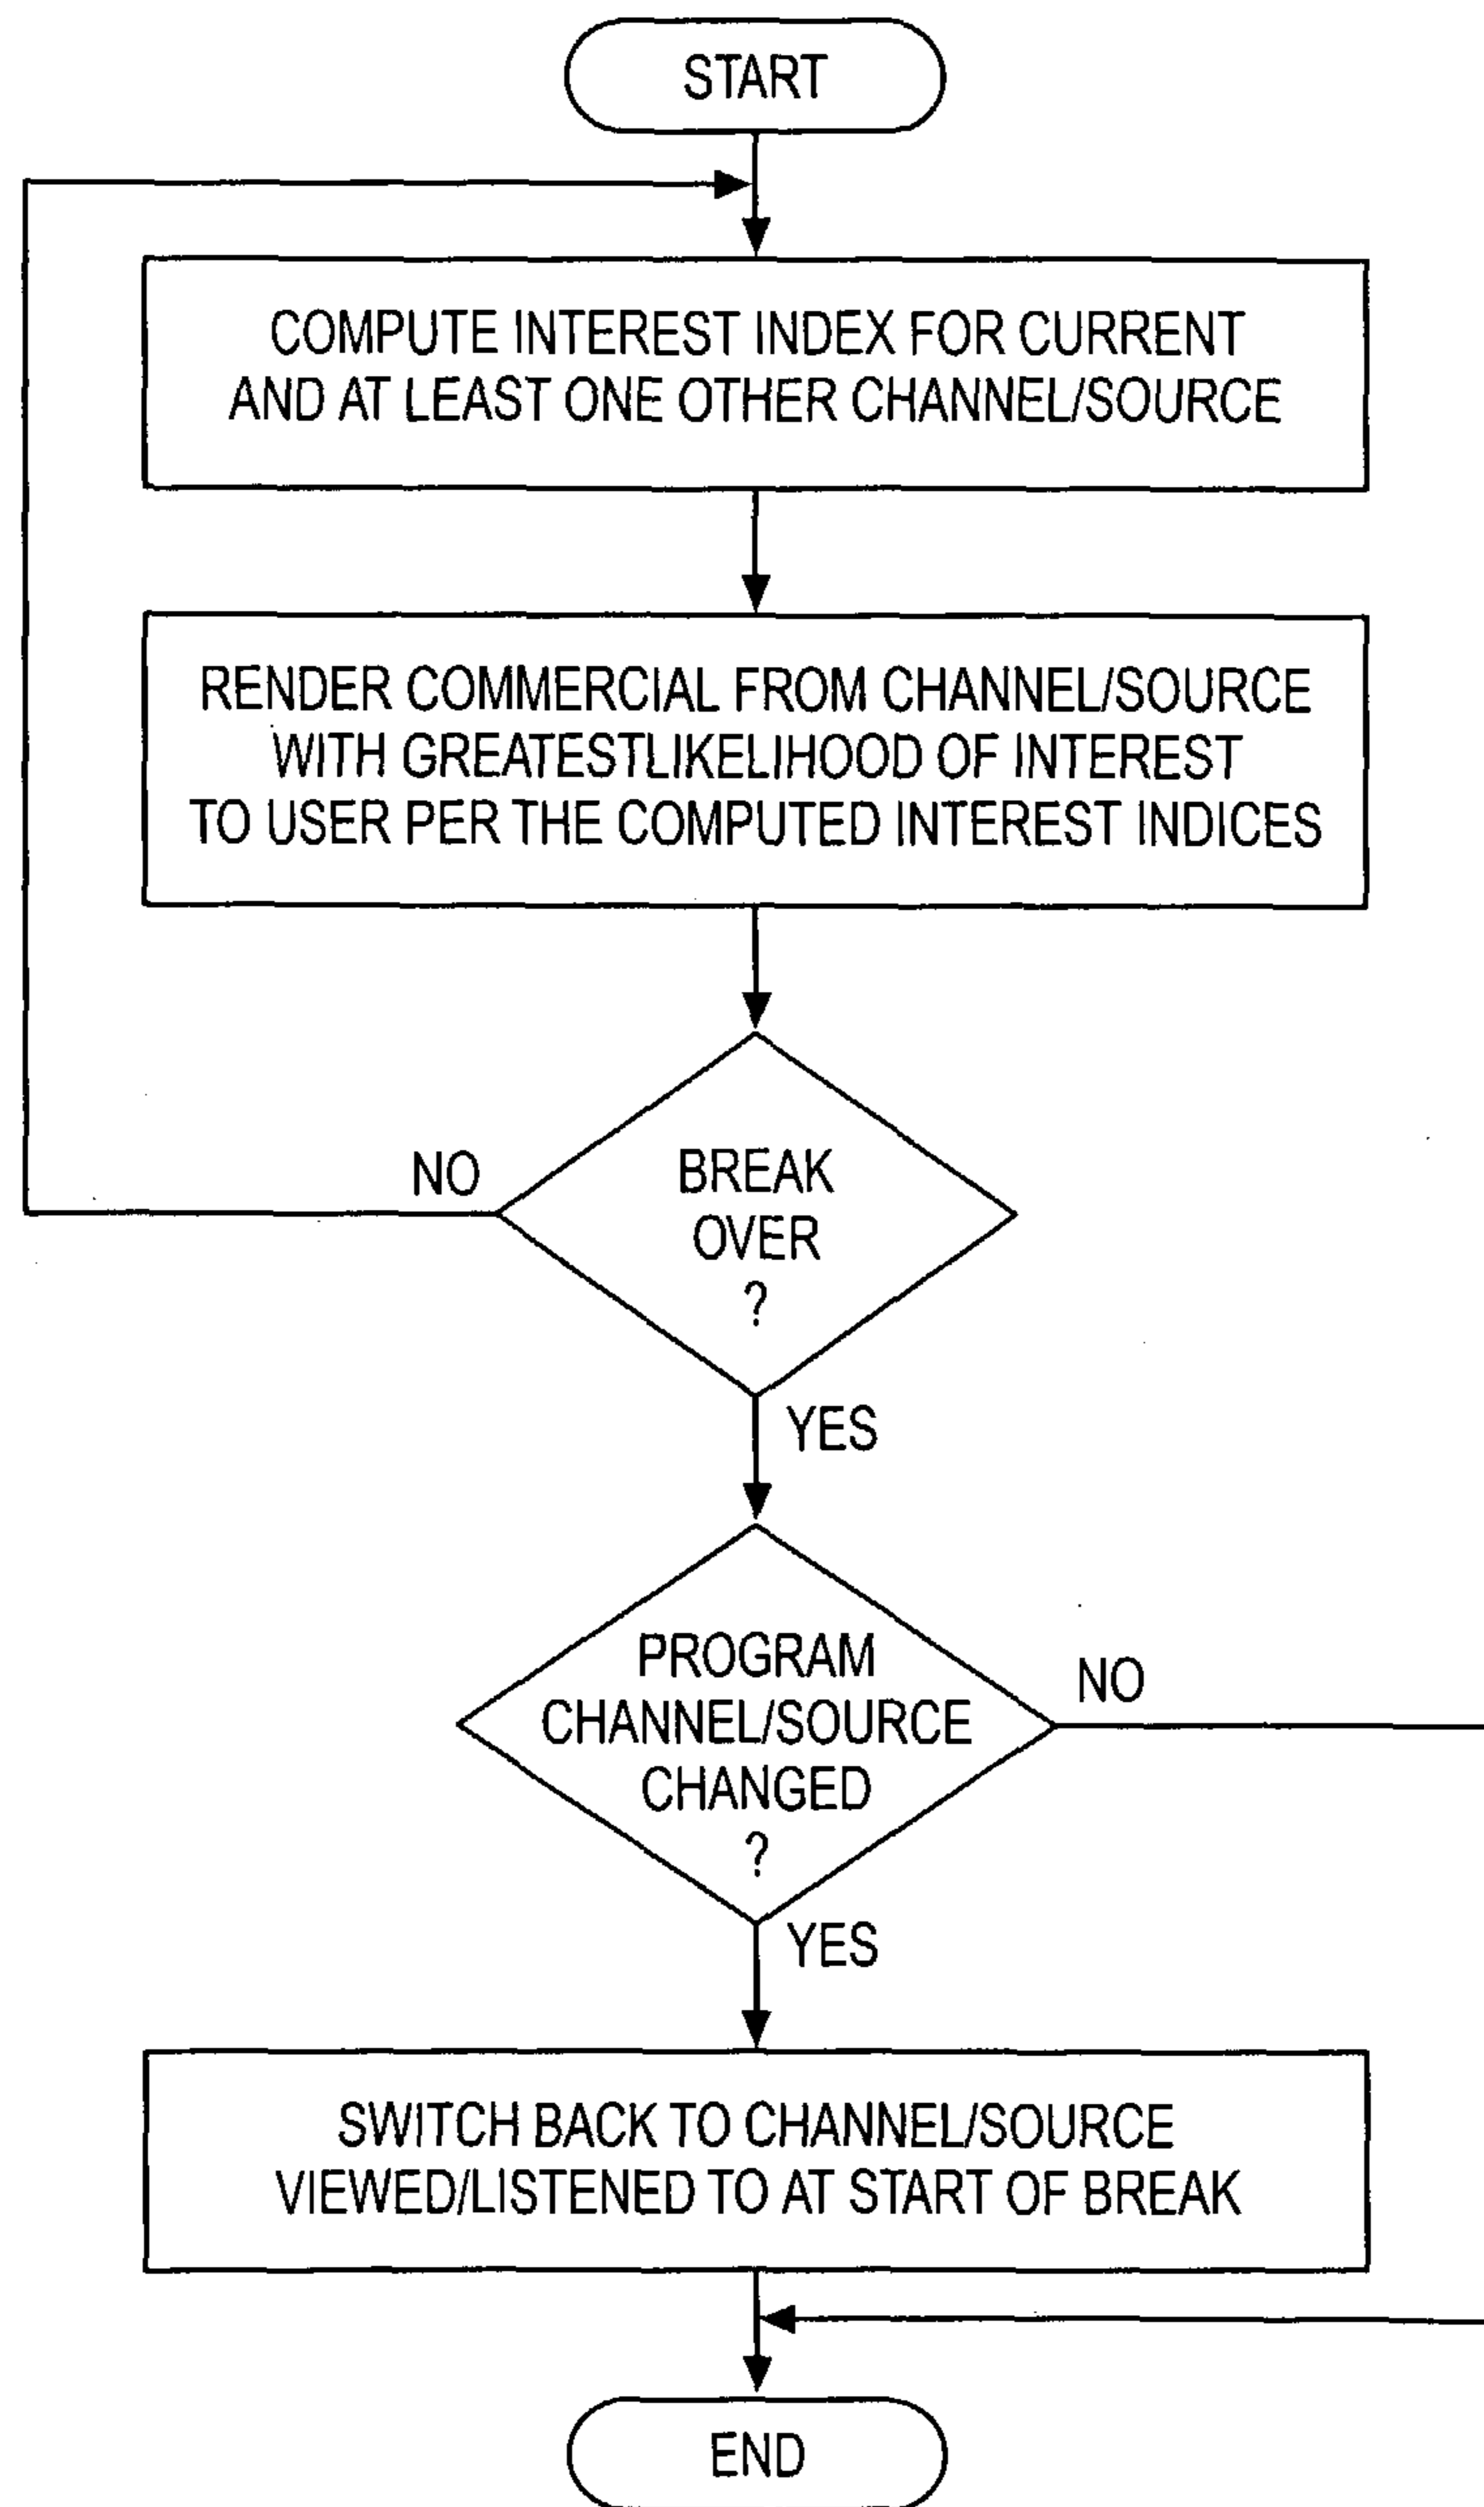 START
COMPUTE INTEREST INDEX FOR CURRENT
AND AT LEAST ONE OTHER CHANNEL/SOURCE
RENDER COMMERCIAL FROM CHANNEL/SOURCE
WITH GREATESTLIKELIHOOD OF INTEREST
TO USER PER THE COMPUTED INTEREST INDICES
NO
BREAK
OVER
?
YES
PROGRAM
CHANNEL/SOURCE
CHANGED
?
NO
YES
SWITCH BACK TO CHANNEL/SOURCE
VIEWED/LISTENED TO AT START OF BREAK
END